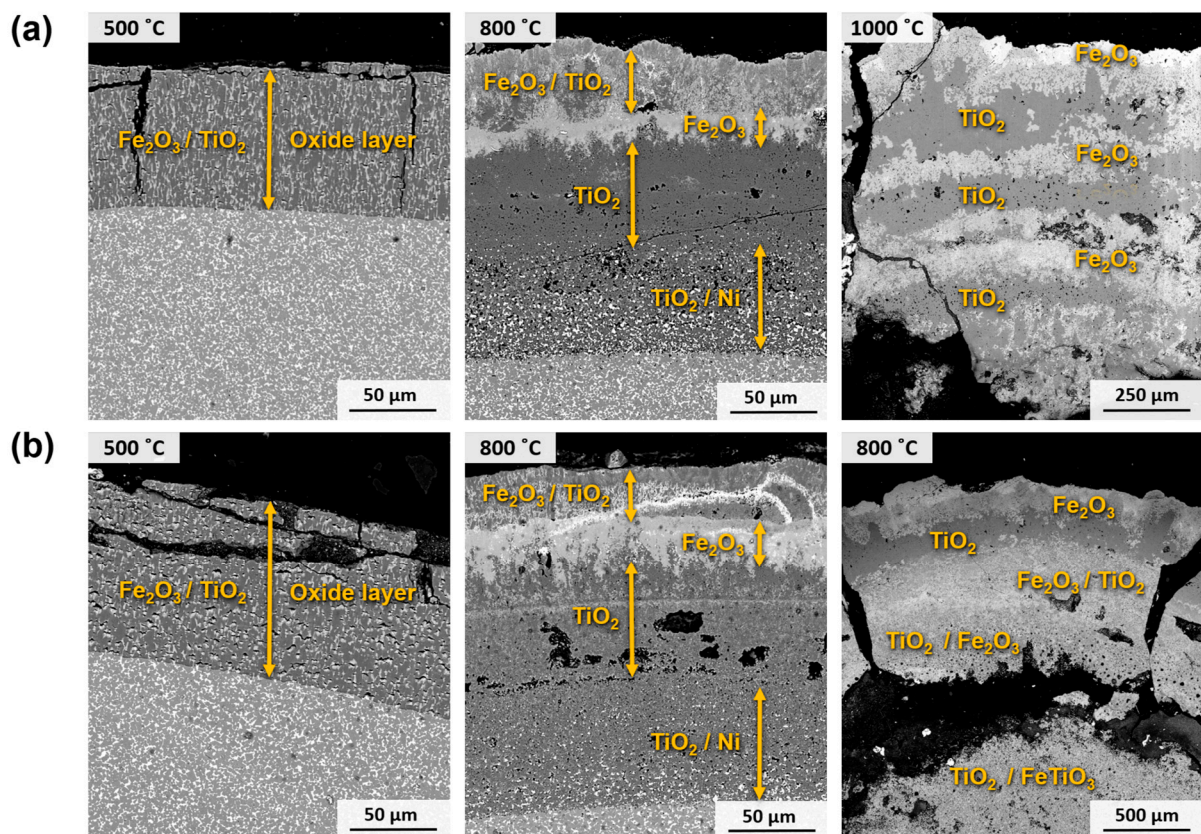 (a)
500 ˚C
Fe₂O₃ / TiO₂ Oxide layer
50 µm
800 ˚C
Fe₂O₃ / TiO₂
Fe₂O₃
TiO₂
TiO₂ / Ni
50 µm
1000 ˚C
Fe₂O₃
TiO₂
Fe₂O₃
TiO₂
Fe₂O₃
TiO₂
250 µm
(b)
500 ˚C
Fe₂O₃ / TiO₂ Oxide layer
50 µm
800 ˚C
Fe₂O₃ / TiO₂
Fe₂O₃
TiO₂
TiO₂ / Ni
50 µm
800 ˚C
Fe₂O₃
TiO₂
Fe₂O₃ / TiO₂
TiO₂ / Fe₂O₃
TiO₂ / FeTiO₃
500 µm